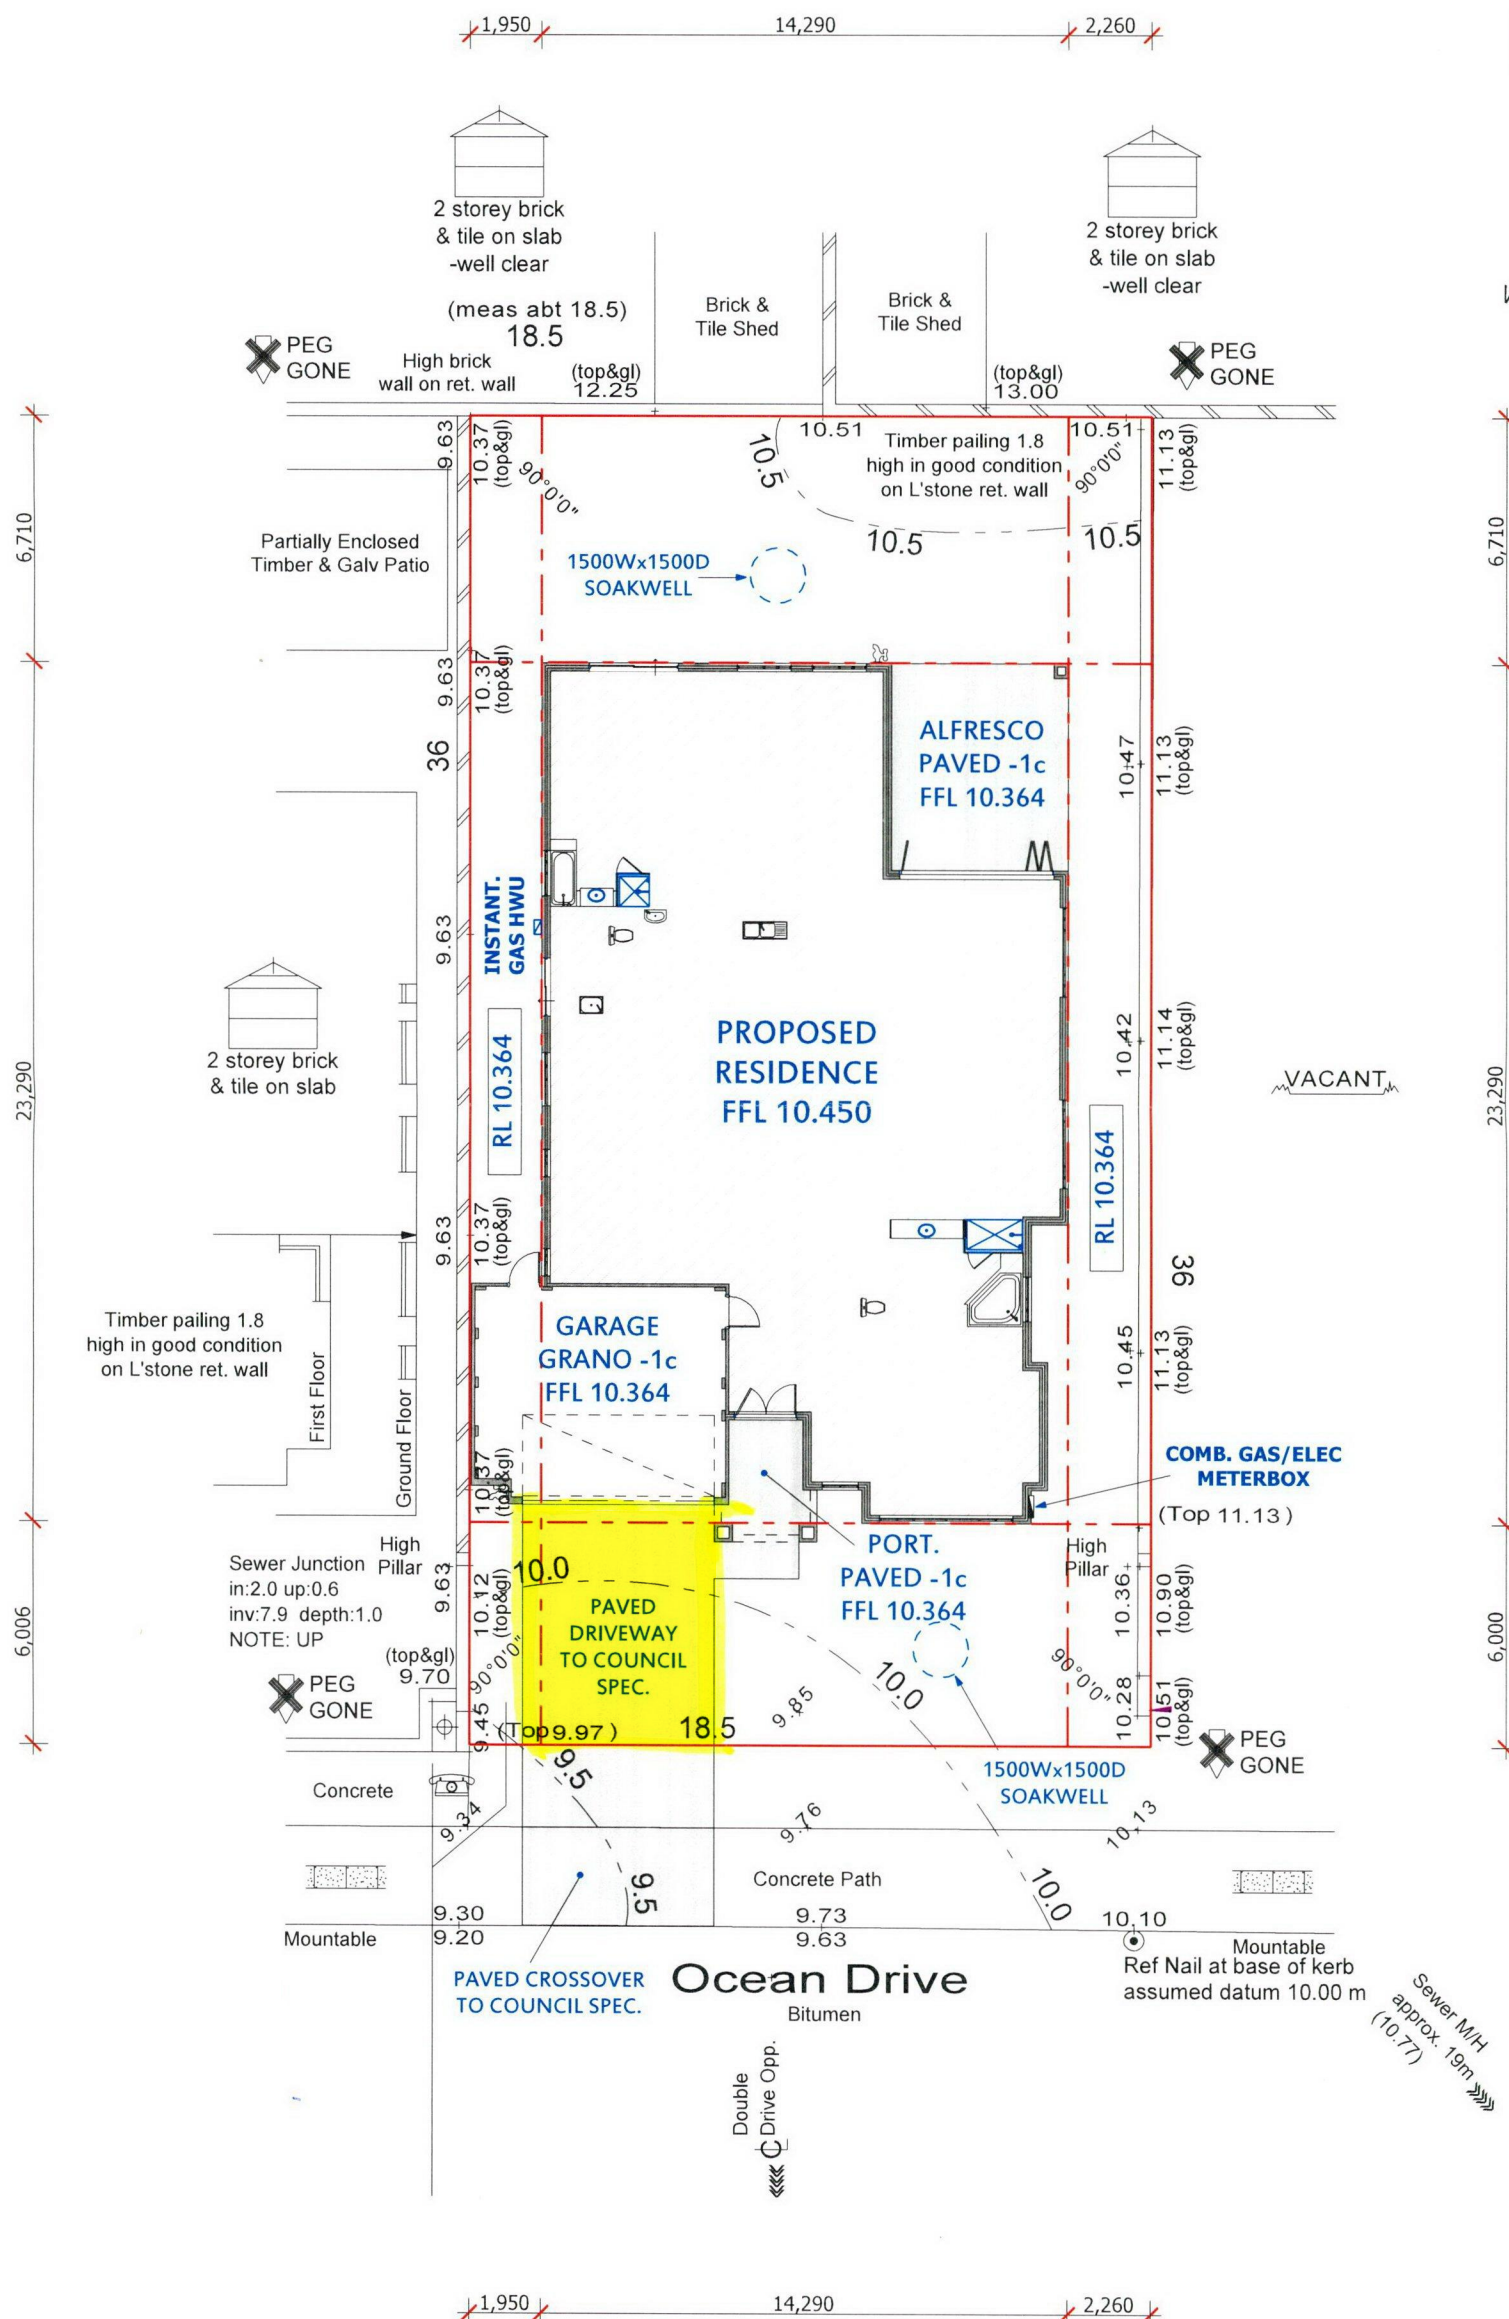 1,950
14,290
2,260
2 storey brick
& tile on slab
-well clear
2 storey brick
& tile on slab
-well clear
(meas abt 18.5)
18.5
Brick &
Tile Shed
Brick &
Tile Shed
PEG
GONE
High brick
wall on ret. wall
(top&gl)
12.25
(top&gl)
13.00
PEG
GONE
9.63
10.37
(top&gl)
90°0'0"
10.5
10.51
Timber pailing 1.8
high in good condition
on L'stone ret. wall
10.51
90°0'0"
11.13
(top&gl)
6,710
6,710
Partially Enclosed
Timber & Galv Patio
1500Wx1500D
SOAKWELL
10.5
10.5
9.63
10.37
(top&gl)
36
ALFRESCO
PAVED -1c
FFL 10.364
10.47
11.13
(top&gl)
9.63
INSTANT.
GAS HWU
2 storey brick
& tile on slab
RL 10.364
PROPOSED
RESIDENCE
FFL 10.450
10.42
11.14
(top&gl)
VACANT
23,290
23,290
RL 10.364
9.63
10.37
(top&gl)
36
Timber pailing 1.8
high in good condition
on L'stone ret. wall
First Floor
Ground Floor
GARAGE
GRANO -1c
FFL 10.364
10.45
11.13
(top&gl)
10.37
(top&gl)
COMB. GAS/ELEC
METERBOX
(Top 11.13 )
High
Pillar
Sewer Junction
in:2.0 up:0.6
inv:7.9 depth:1.0
NOTE: UP
9.63
10.12
(top&gl)
10.0
PAVED
DRIVEWAY
TO COUNCIL
SPEC.
PORT.
PAVED -1c
FFL 10.364
High
Pillar
10.36
10.90
(top&gl)
6,006
6,000
(top&gl)
9.70
90°0'0"
PEG
GONE
9.45
(Top 9.97 )
18.5
9.85
10.0
90°0'0"
10.28
10.51
(top&gl)
PEG
GONE
9.5
1500Wx1500D
SOAKWELL
Concrete
9.34
9.76
10.13
9.5
Concrete Path
10.0
9.30
9.73
10.10
Mountable
9.20
9.63
Mountable
Ref Nail at base of kerb
assumed datum 10.00 m
PAVED CROSSOVER
TO COUNCIL SPEC.
Ocean Drive
Bitumen
Sewer M/H
approx. 19m
(10.77)
Double
Drive Opp.
1,950
14,290
2,260